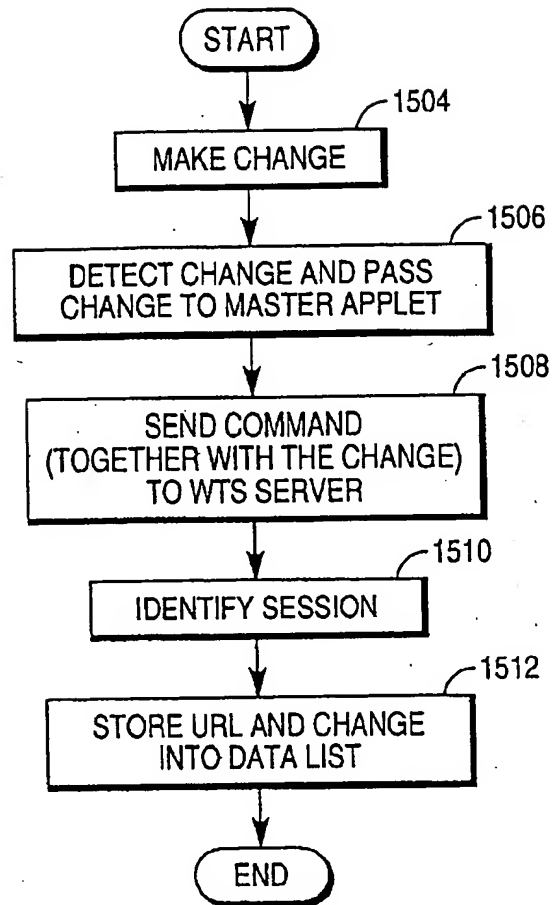 START
1504
MAKE CHANGE
1506
DETECT CHANGE AND PASS
CHANGE TO MASTER APPLET
1508
SEND COMMAND
(TOGETHER WITH THE CHANGE)
TO WTS SERVER
1510
IDENTIFY SESSION
1512
STORE URL AND CHANGE
INTO DATA LIST
END